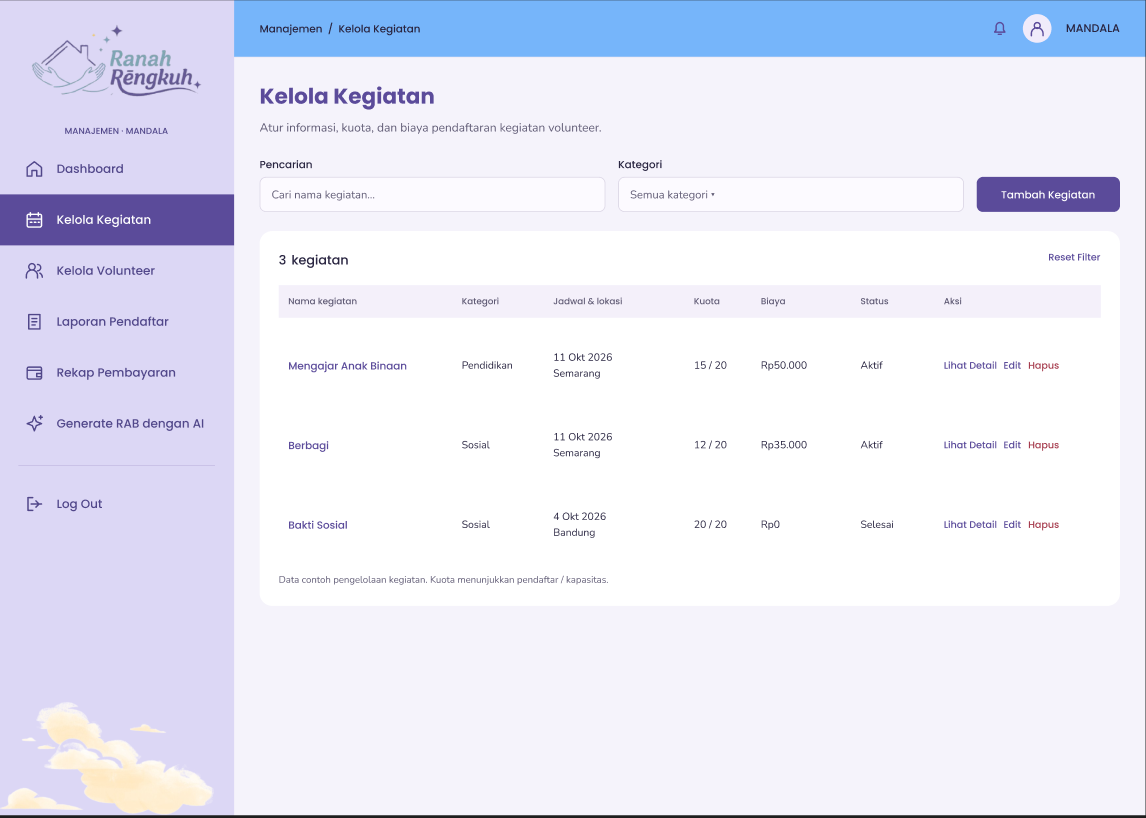 Ranah
Rēngkuh
MANAJEMEN · MANDALA
Dashboard
Kelola Kegiatan
Kelola Volunteer
Laporan Pendaftar
Rekap Pembayaran
Generate RAB dengan AI
Log Out
Manajemen / Kelola Kegiatan
MANDALA
Kelola Kegiatan
Atur informasi, kuota, dan biaya pendaftaran kegiatan volunteer.
Pencarian
Kategori
Cari nama kegiatan...
Semua kategori ▾
Tambah Kegiatan
3 kegiatan
Reset Filter
Nama kegiatan Kategori Jadwal & lokasi Kuota Biaya Status Aksi
Mengajar Anak Binaan Pendidikan 11 Okt 2026 15 / 20 Rp50.000 Aktif Lihat Detail Edit Hapus
Semarang
Berbagi Sosial 11 Okt 2026 12 / 20 Rp35.000 Aktif Lihat Detail Edit Hapus
Semarang
Bakti Sosial Sosial 4 Okt 2026 20 / 20 Rp0 Selesai Lihat Detail Edit Hapus
Bandung
Data contoh pengelolaan kegiatan. Kuota menunjukkan pendaftar / kapasitas.